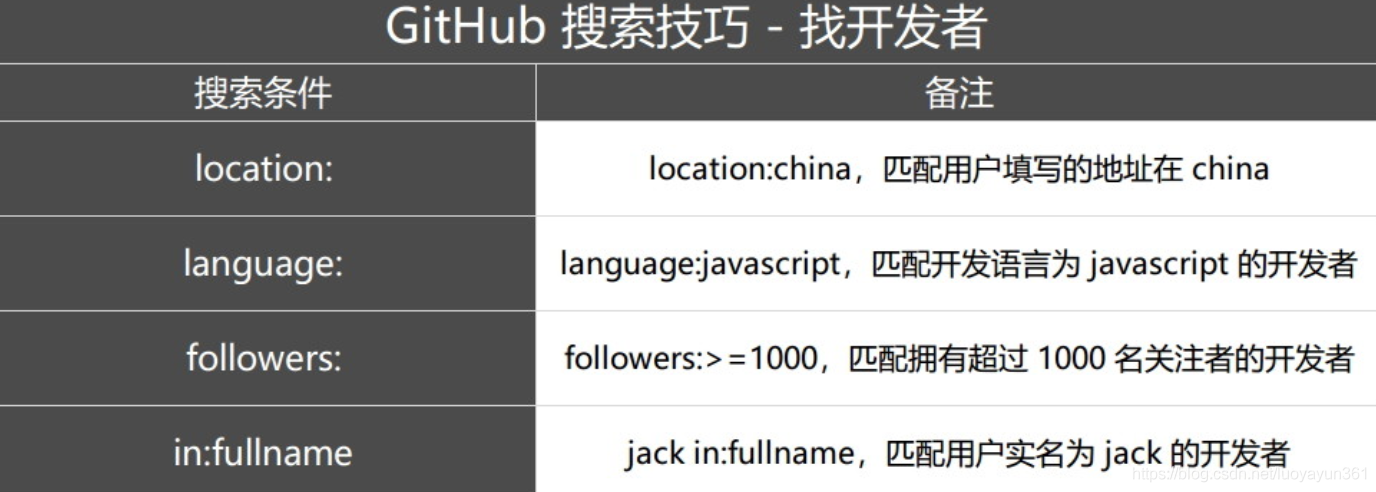 GitHub 搜索技巧 - 找开发者
搜索条件
备注
location:
location:china，匹配用户填写的地址在 china
language:
language:javascript，匹配开发语言为 javascript 的开发者
followers:
followers:>=1000，匹配拥有超过 1000 名关注者的开发者
in:fullname
jack in:fullname，匹配用户实名为 jack 的开发者
https://blog.csdn.net/luoyayun361